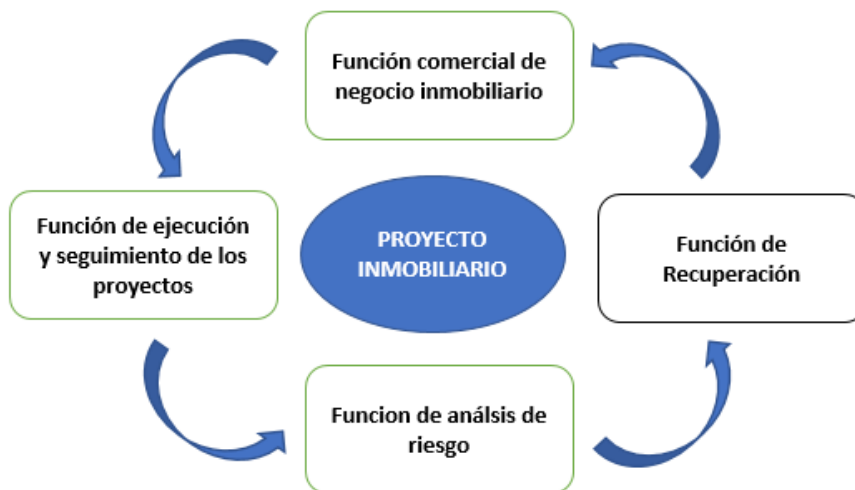 Función comercial de
negocio inmobiliario
Función de ejecución
y seguimiento de los
proyectos
PROYECTO
INMOBILIARIO
Función de
Recuperación
Funcion de análsis de
riesgo